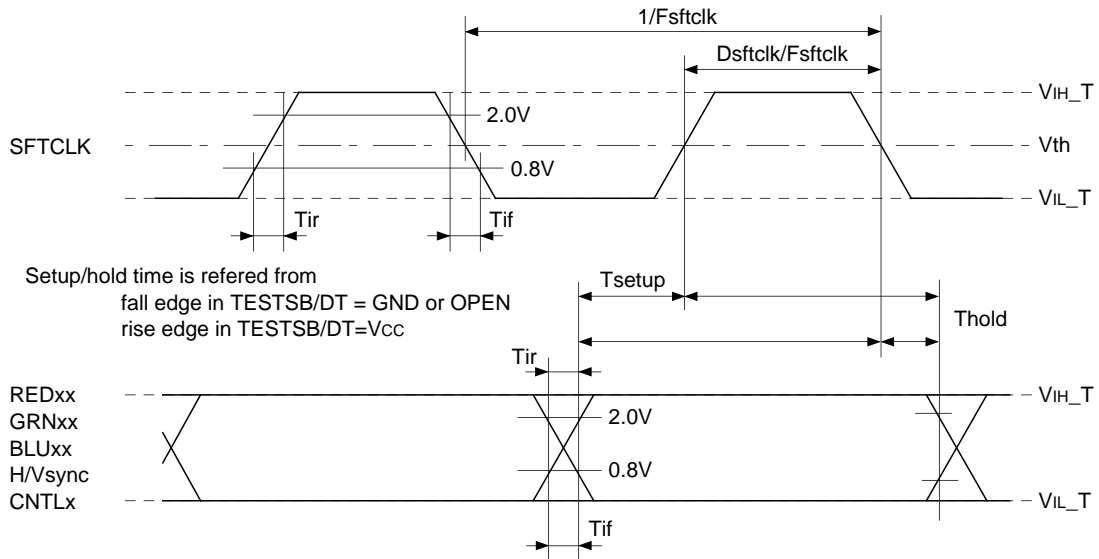 1/Fsftclk
Dsftclk/Fsftclk
VIH_T
2.0V
SFTCLK
Vth
0.8V
VIL_T
Tir
Tif
Setup/hold time is refered from
fall edge in TESTSB/DT = GND or OPEN
rise edge in TESTSB/DT=VCC
Tsetup
Thold
Tir
REDxx
VIH_T
GRNxx
2.0V
BLUxx
H/Vsync
0.8V
CNTLx
VIL_T
Tif